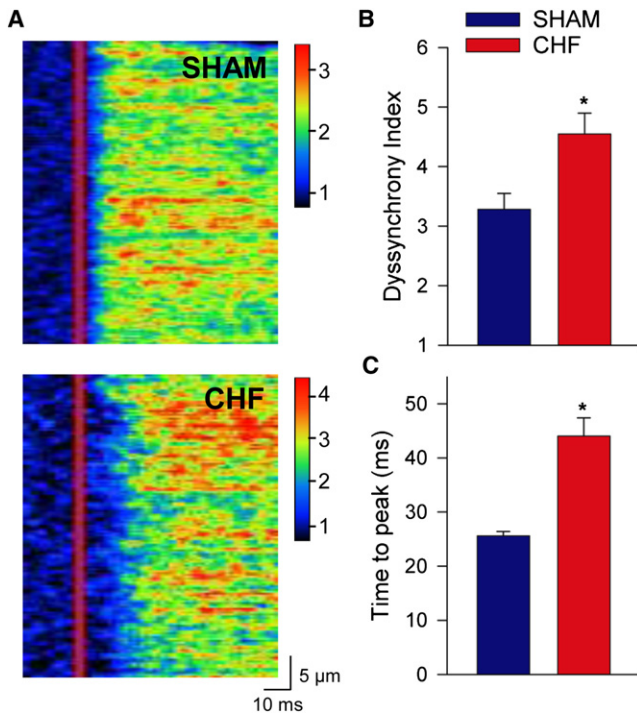 A
SHAM
3
2
1
CHF
4
3
2
1
5 µm
10 ms
B
SHAM
CHF
6
5
4
3
2
1
Dyssynchrony Index
*
C
50
40
30
20
10
0
Time to peak (ms)
*